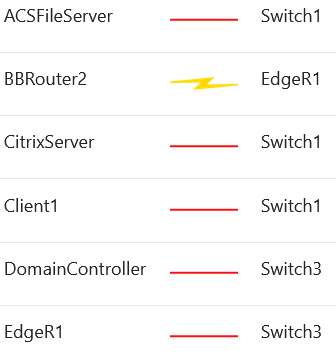 ACSFileServer Switch1
BBRouter2 EdgeR1
CitrixServer Switch1
Client1 Switch1
DomainController Switch3
EdgeR1 Switch3